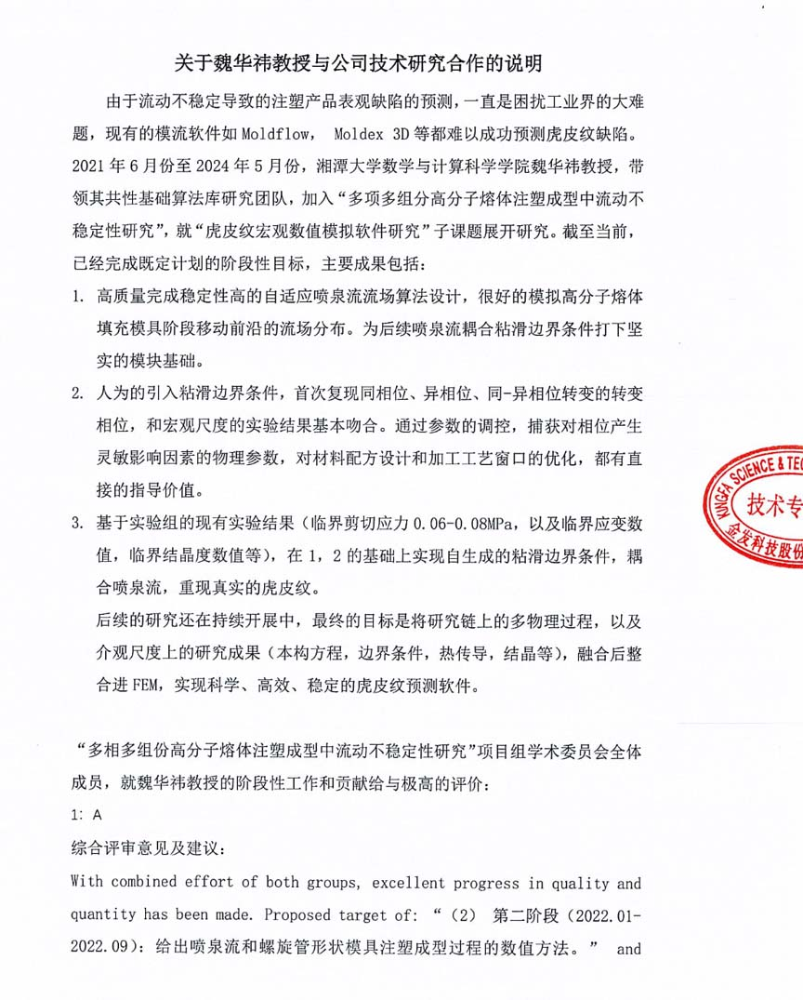 关于魏华祎教授与公司技术研究合作的说明
由于流动不稳定导致的注塑产品表观缺陷的预测，一直是困扰工业界的大难
题，现有的模流软件如 Moldflow， Moldex 3D 等都难以成功预测虎皮纹缺陷。
2021 年 6 月份至 2024 年 5 月份，湘潭大学数学与计算科学学院魏华祎教授，带
领其共性基础算法库研究团队，加入“多项多组分高分子熔体注塑成型中流动不
稳定性研究”，就“虎皮纹宏观数值模拟软件研究”子课题展开研究。截至当前，
已经完成既定计划的阶段性目标，主要成果包括：
1. 高质量完成稳定性高的自适应喷泉流流场算法设计，很好的模拟高分子熔体
填充模具阶段移动前沿的流场分布。为后续喷泉流耦合粘滑边界条件打下坚
实的模块基础。
2. 人为的引入粘滑边界条件，首次复现同相位、异相位、同-异相位转变的转变
相位，和宏观尺度的实验结果基本吻合。通过参数的调控，捕获对相位产生
灵敏影响因素的物理参数，对材料配方设计和加工工艺窗口的优化，都有直
接的指导价值。
3. 基于实验组的现有实验结果（临界剪切应力 0.06-0.08MPa，以及临界应变数
值，临界结晶度数值等），在 1，2 的基础上实现自生成的粘滑边界条件，耦
合喷泉流，重现真实的虎皮纹。
后续的研究还在持续开展中，最终的目标是将研究链上的多物理过程，以及
介观尺度上的研究成果（本构方程，边界条件，热传导，结晶等），融合后整
合进 FEM，实现科学、高效、稳定的虎皮纹预测软件。
“多相多组份高分子熔体注塑成型中流动不稳定性研究”项目组学术委员会全体
成员，就魏华祎教授的阶段性工作和贡献给与极高的评价：
1: A
综合评审意见及建议：
With combined effort of both groups, excellent progress in quality and
quantity has been made. Proposed target of: “（2） 第二阶段（2022.01-
2022.09）：给出喷泉流和螺旋管形状模具注塑成型过程的数值方法。” and
KINGFA SCIENCE & TEC
技术专
金发科技股份